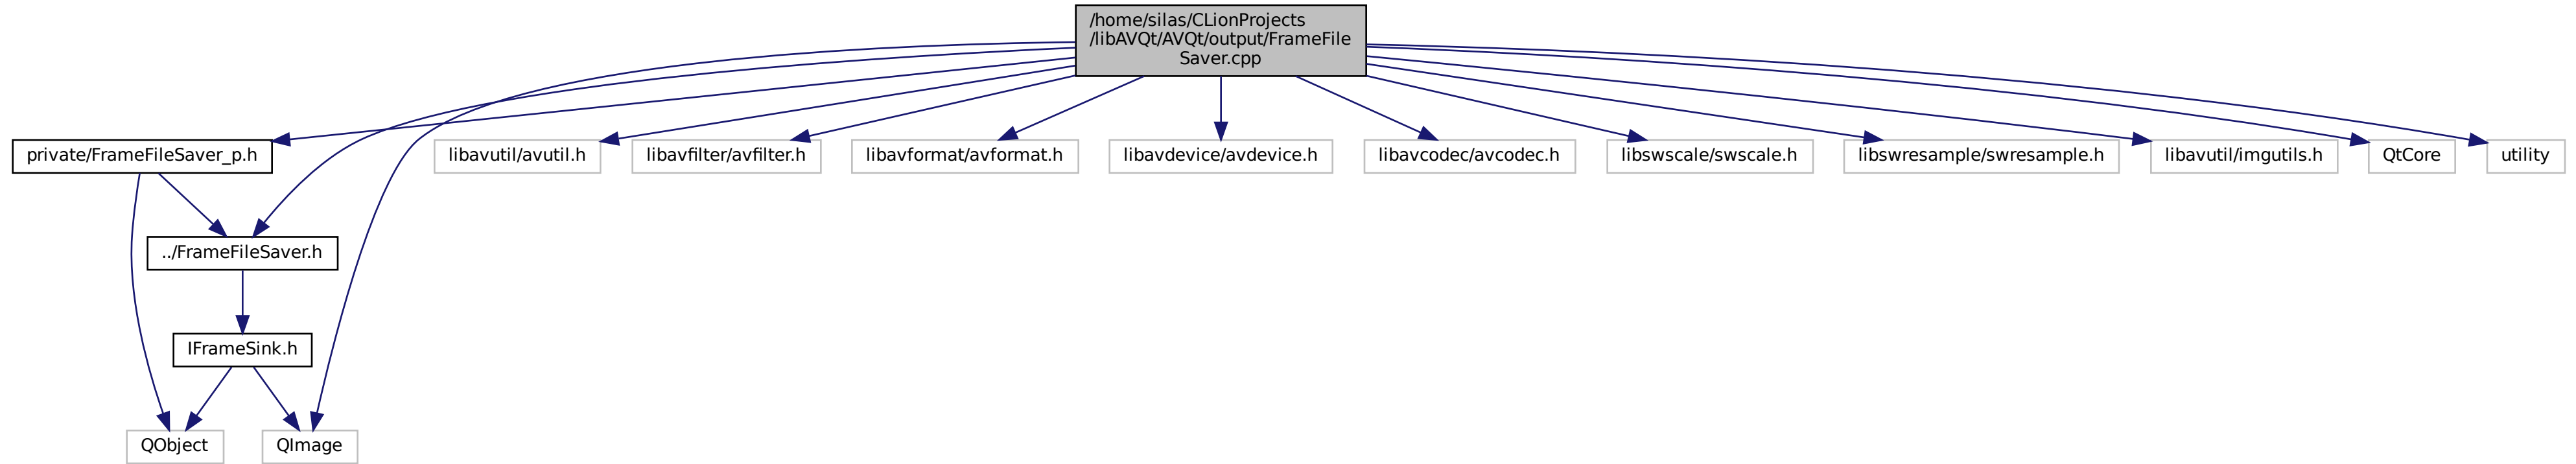 /home/silas/CLionProjects
/libAVQt/AVQt/output/FrameFile
Saver.cpp
private/FrameFileSaver_p.h
libavutil/avutil.h
libavfilter/avfilter.h
libavformat/avformat.h
libavdevice/avdevice.h
libavcodec/avcodec.h
libswscale/swscale.h
libswresample/swresample.h
libavutil/imgutils.h
QtCore
utility
../FrameFileSaver.h
IFrameSink.h
QObject
QImage